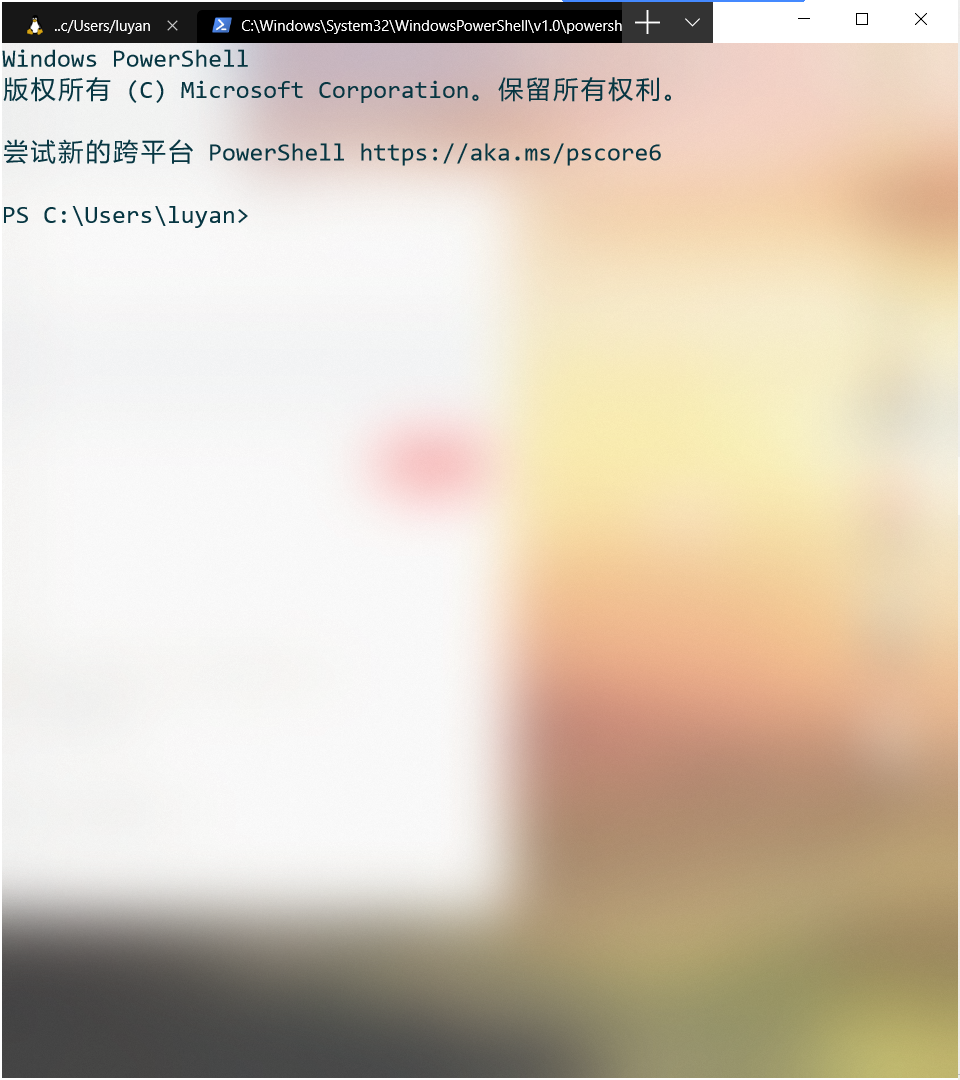 ..c/Users/luyan
C:\Windows\System32\WindowsPowerShell\v1.0\powersh
Windows PowerShell
版权所有 (C) Microsoft Corporation。保留所有权利。
尝试新的跨平台 PowerShell https://aka.ms/pscore6
PS C:\Users\luyan>